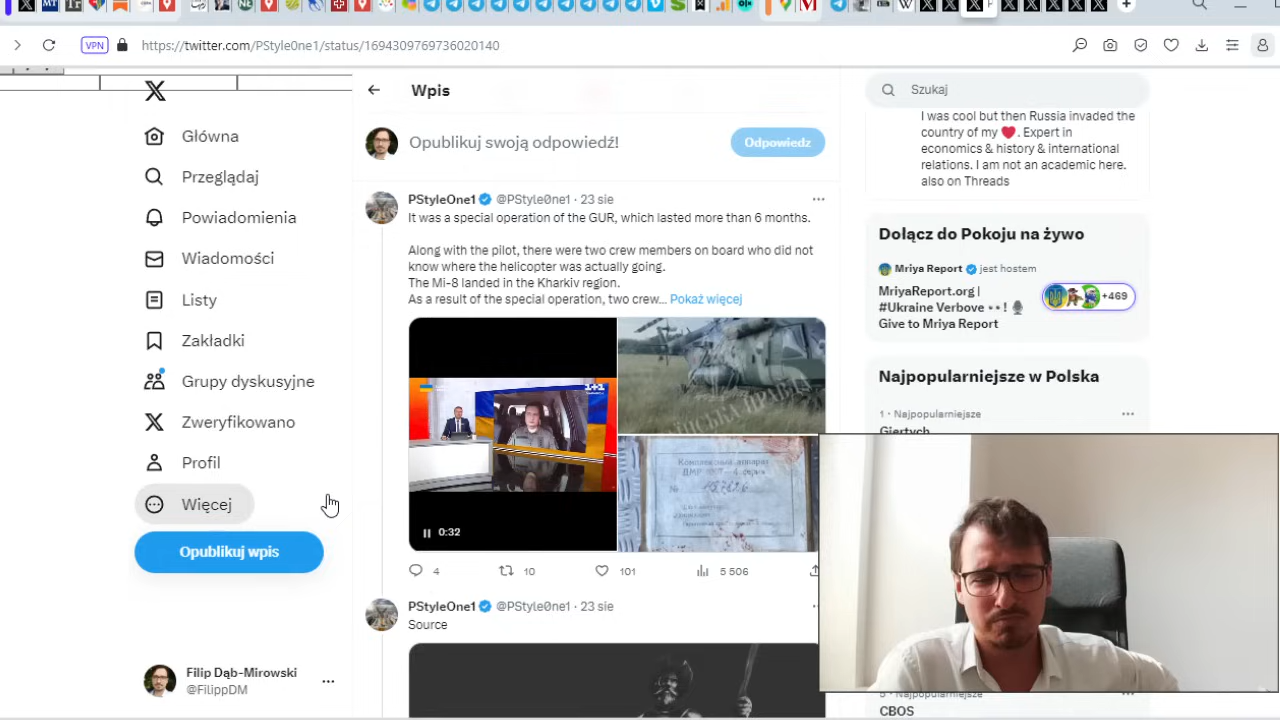 VPN
https://twitter.com/PStyle0ne1/status/1694309769736020140
Główna
Przeglądaj
Powiadomienia
Wiadomości
Listy
Zakładki
Grupy dyskusyjne
Zweryfikowano
Profil
Więcej
Opublikuj wpis
Filip Dąb-Mirowski
@FilippDM
Wpis
Opublikuj swoją odpowiedź!
Odpowiedz
PStyleOne1 @PStyle0ne1 · 23 sie
It was a special operation of the GUR, which lasted more than 6 months.
Along with the pilot, there were two crew members on board who did not
know where the helicopter was actually going.
The Mi-8 landed in the Kharkiv region.
As a result of the special operation, two crew... Pokaż więcej
1+1
0:32
4
10
101
5 506
PStyleOne1 @PStyle0ne1 · 23 sie
Source
Szukaj
I was cool but then Russia invaded the
country of my ❤️. Expert in
economics & history & international
relations. I am not an academic here.
also on Threads
Dołącz do Pokoju na żywo
Mriya Report jest hostem
MriyaReport.org |
#Ukraine Verbove 👀! 🎙️
Give to Mriya Report
+469
Najpopularniejsze w Polska
1 · Najpopularniejsze
Giertych
5 · Najpopularniejsze
CBOS